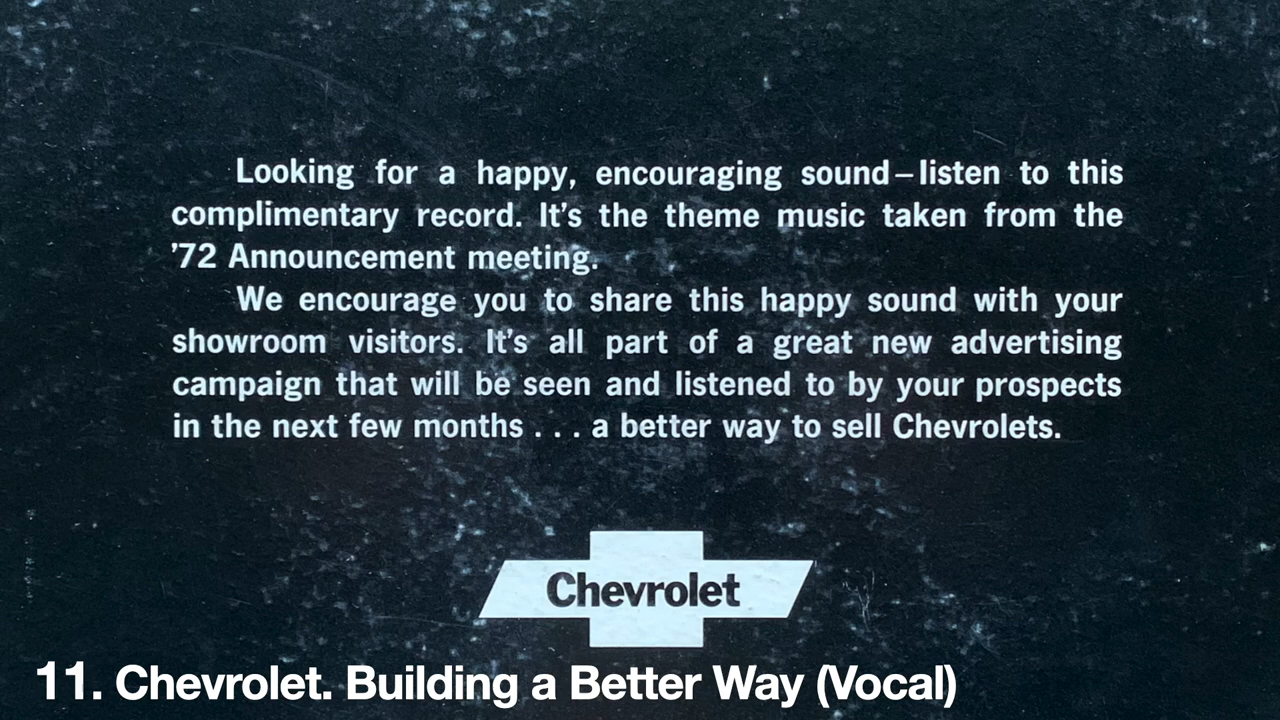 Looking for a happy, encouraging sound–listen to this
complimentary record. It's the theme music taken from the
'72 Announcement meeting.
We encourage you to share this happy sound with your
showroom visitors. It's all part of a great new advertising
campaign that will be seen and listened to by your prospects
in the next few months . . . a better way to sell Chevrolets.
Chevrolet
11. Chevrolet. Building a Better Way (Vocal)